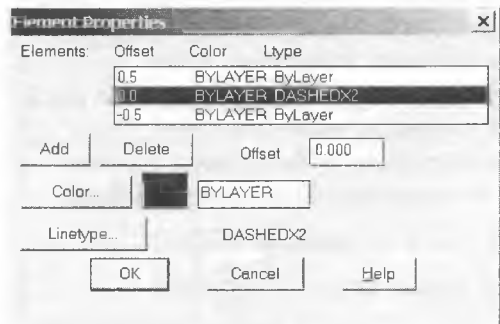 Element Properties
Elements: Offset Color Ltype
0.5 BYLAYER ByLayer
0.0 BYLAYER DASHEDX2
-0.5 BYLAYER ByLayer
Add Delete Offset 0.000
Color... BYLAYER
Linetype... DASHEDX2
OK Cancel Help